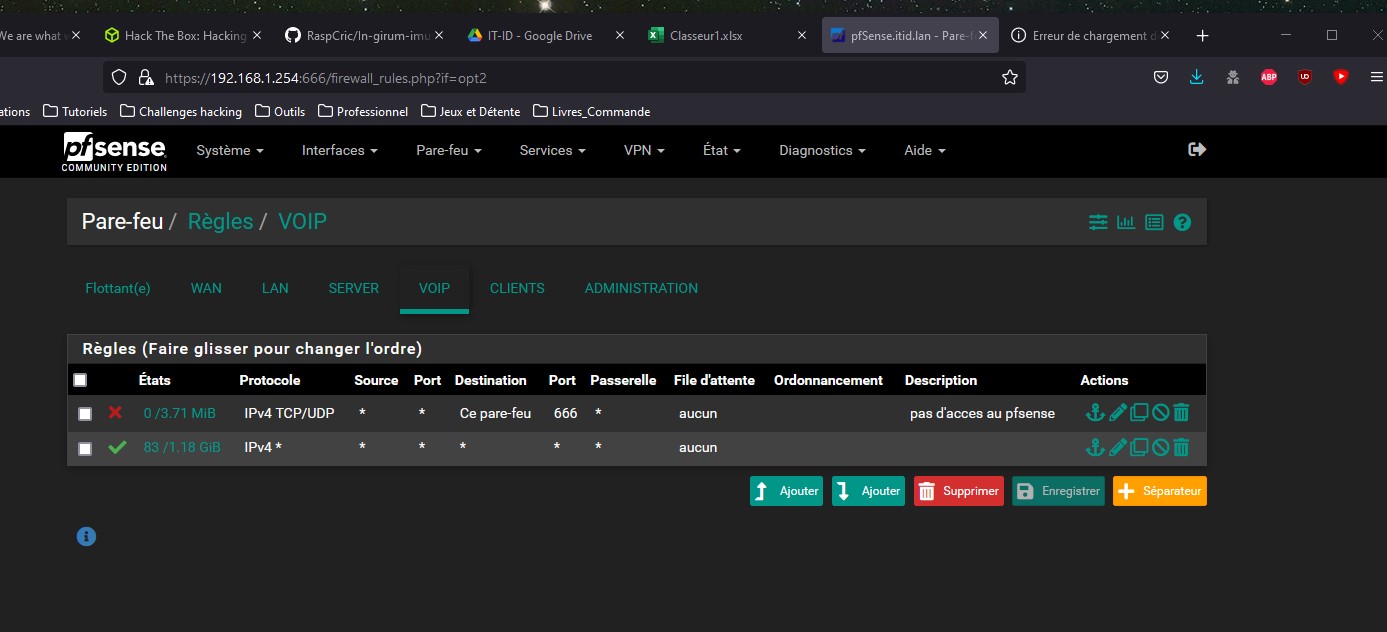 We are what
Hack The Box: Hacking
RaspCric/In-girum-imu
IT-ID - Google Drive
Classeur1.xlsx
pfSense.itid.lan - Pare-f
Erreur de chargement d
https://192.168.1.254:666/firewall_rules.php?if=opt2
ABP
ations
Tutoriels
Challenges hacking
Outils
Professionnel
Jeux et Détente
Livres_Commande
pfsense
COMMUNITY EDITION
Système
Interfaces
Pare-feu
Services
VPN
État
Diagnostics
Aide
Pare-feu / Règles / VOIP
Flottant(e) WAN LAN SERVER VOIP CLIENTS ADMINISTRATION
Règles (Faire glisser pour changer l'ordre)
États Protocole Source Port Destination Port Passerelle File d'attente Ordonnancement Description Actions
0 /3.71 MiB IPv4 TCP/UDP * * Ce pare-feu 666 * aucun pas d'acces au pfsense
83 /1.18 GiB IPv4 * * * * * * aucun
Ajouter Ajouter Supprimer Enregistrer Séparateur